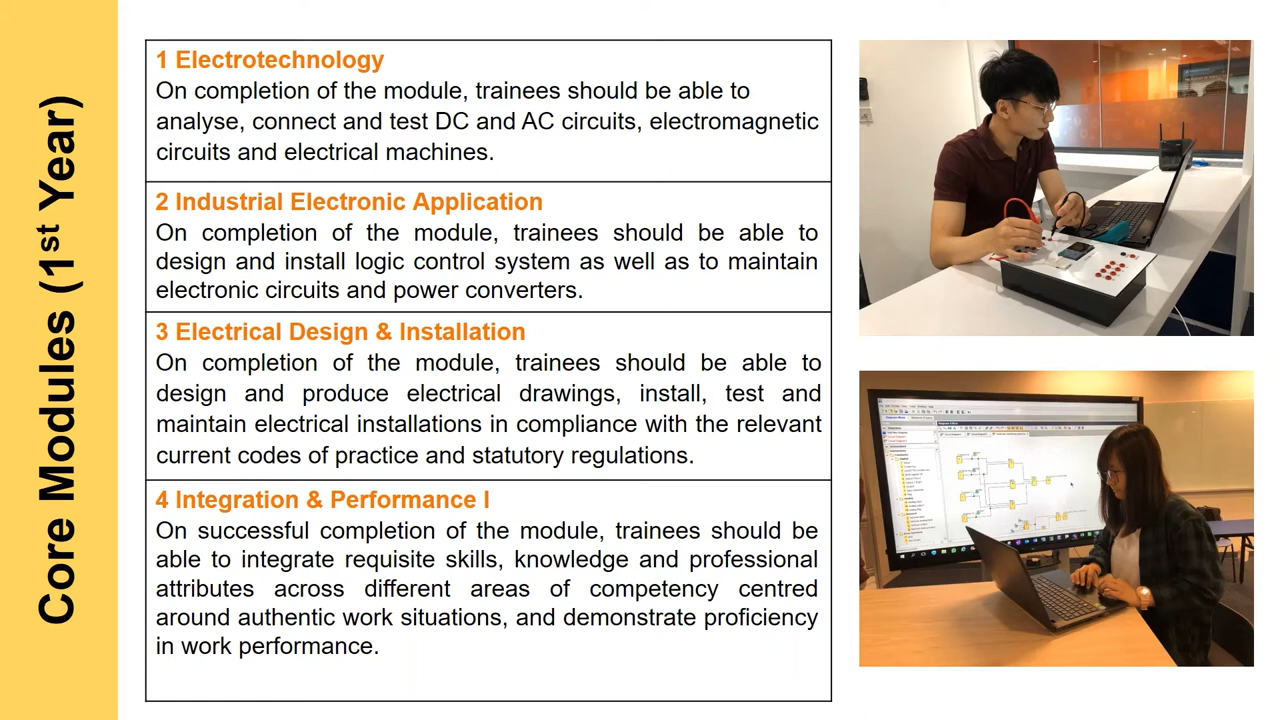 Core Modules (1st Year)
1 Electrotechnology
On completion of the module, trainees should be able to
analyse, connect and test DC and AC circuits, electromagnetic
circuits and electrical machines.
2 Industrial Electronic Application
On completion of the module, trainees should be able to
design and install logic control system as well as to maintain
electronic circuits and power converters.
3 Electrical Design & Installation
On completion of the module, trainees should be able to
design and produce electrical drawings, install, test and
maintain electrical installations in compliance with the relevant
current codes of practice and statutory regulations.
4 Integration & Performance I
On successful completion of the module, trainees should be
able to integrate requisite skills, knowledge and professional
attributes across different areas of competency centred
around authentic work situations, and demonstrate proficiency
in work performance.